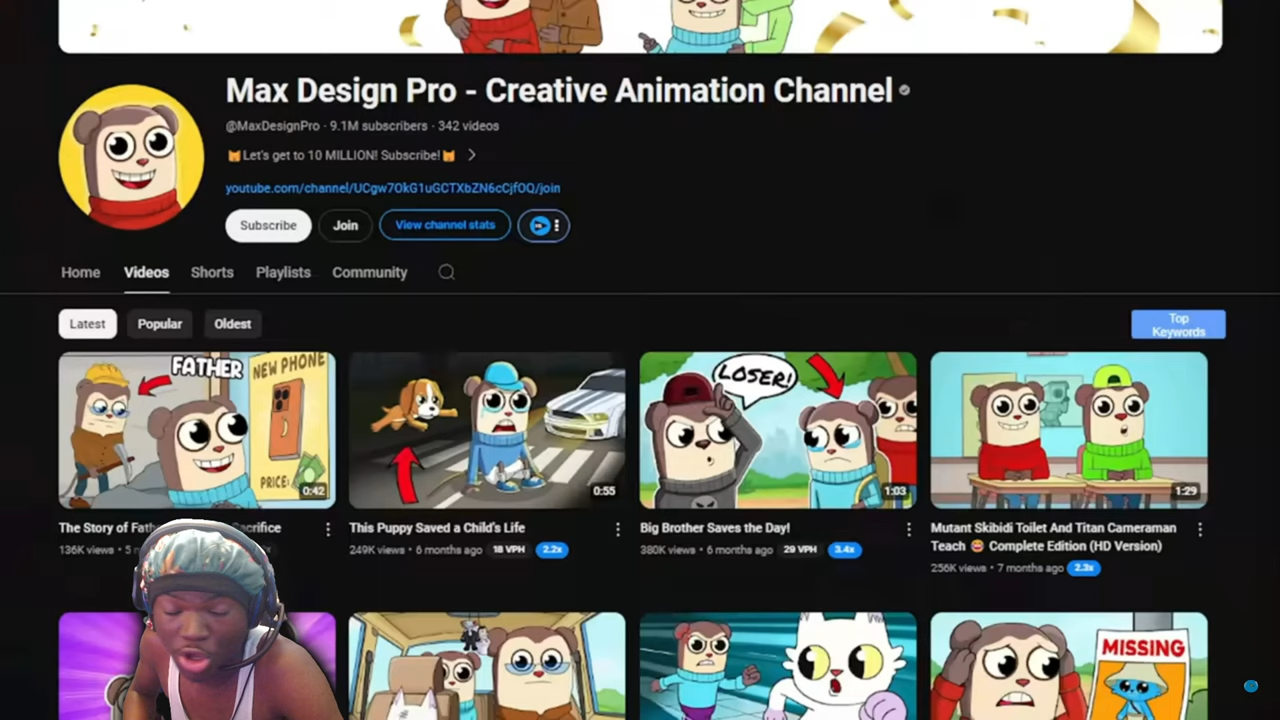 Max Design Pro - Creative Animation Channel
@MaxDesignPro · 9.1M subscribers · 342 videos
Let's get to 10 MILLION! Subscribe!
youtube.com/channel/UCgw7OkG1uGCTXbZN6cCjfOQ/join
Subscribe Join View channel stats
Home Videos Shorts Playlists Community
Latest Popular Oldest
Top
Keywords
FATHER
NEW PHONE
PRICE:
0:42
0:55
LOSER!
1:03
1:29
The Story of Sacrifice
136K views
This Puppy Saved a Child's Life
249K views • 6 months ago 18 VPH 2.2x
Big Brother Saves the Day!
380K views • 6 months ago 29 VPH 3.4x
Mutant Skibidi Toilet And Titan Cameraman
Teach Complete Edition (HD Version)
256K views • 7 months ago 2.3x
MISSING